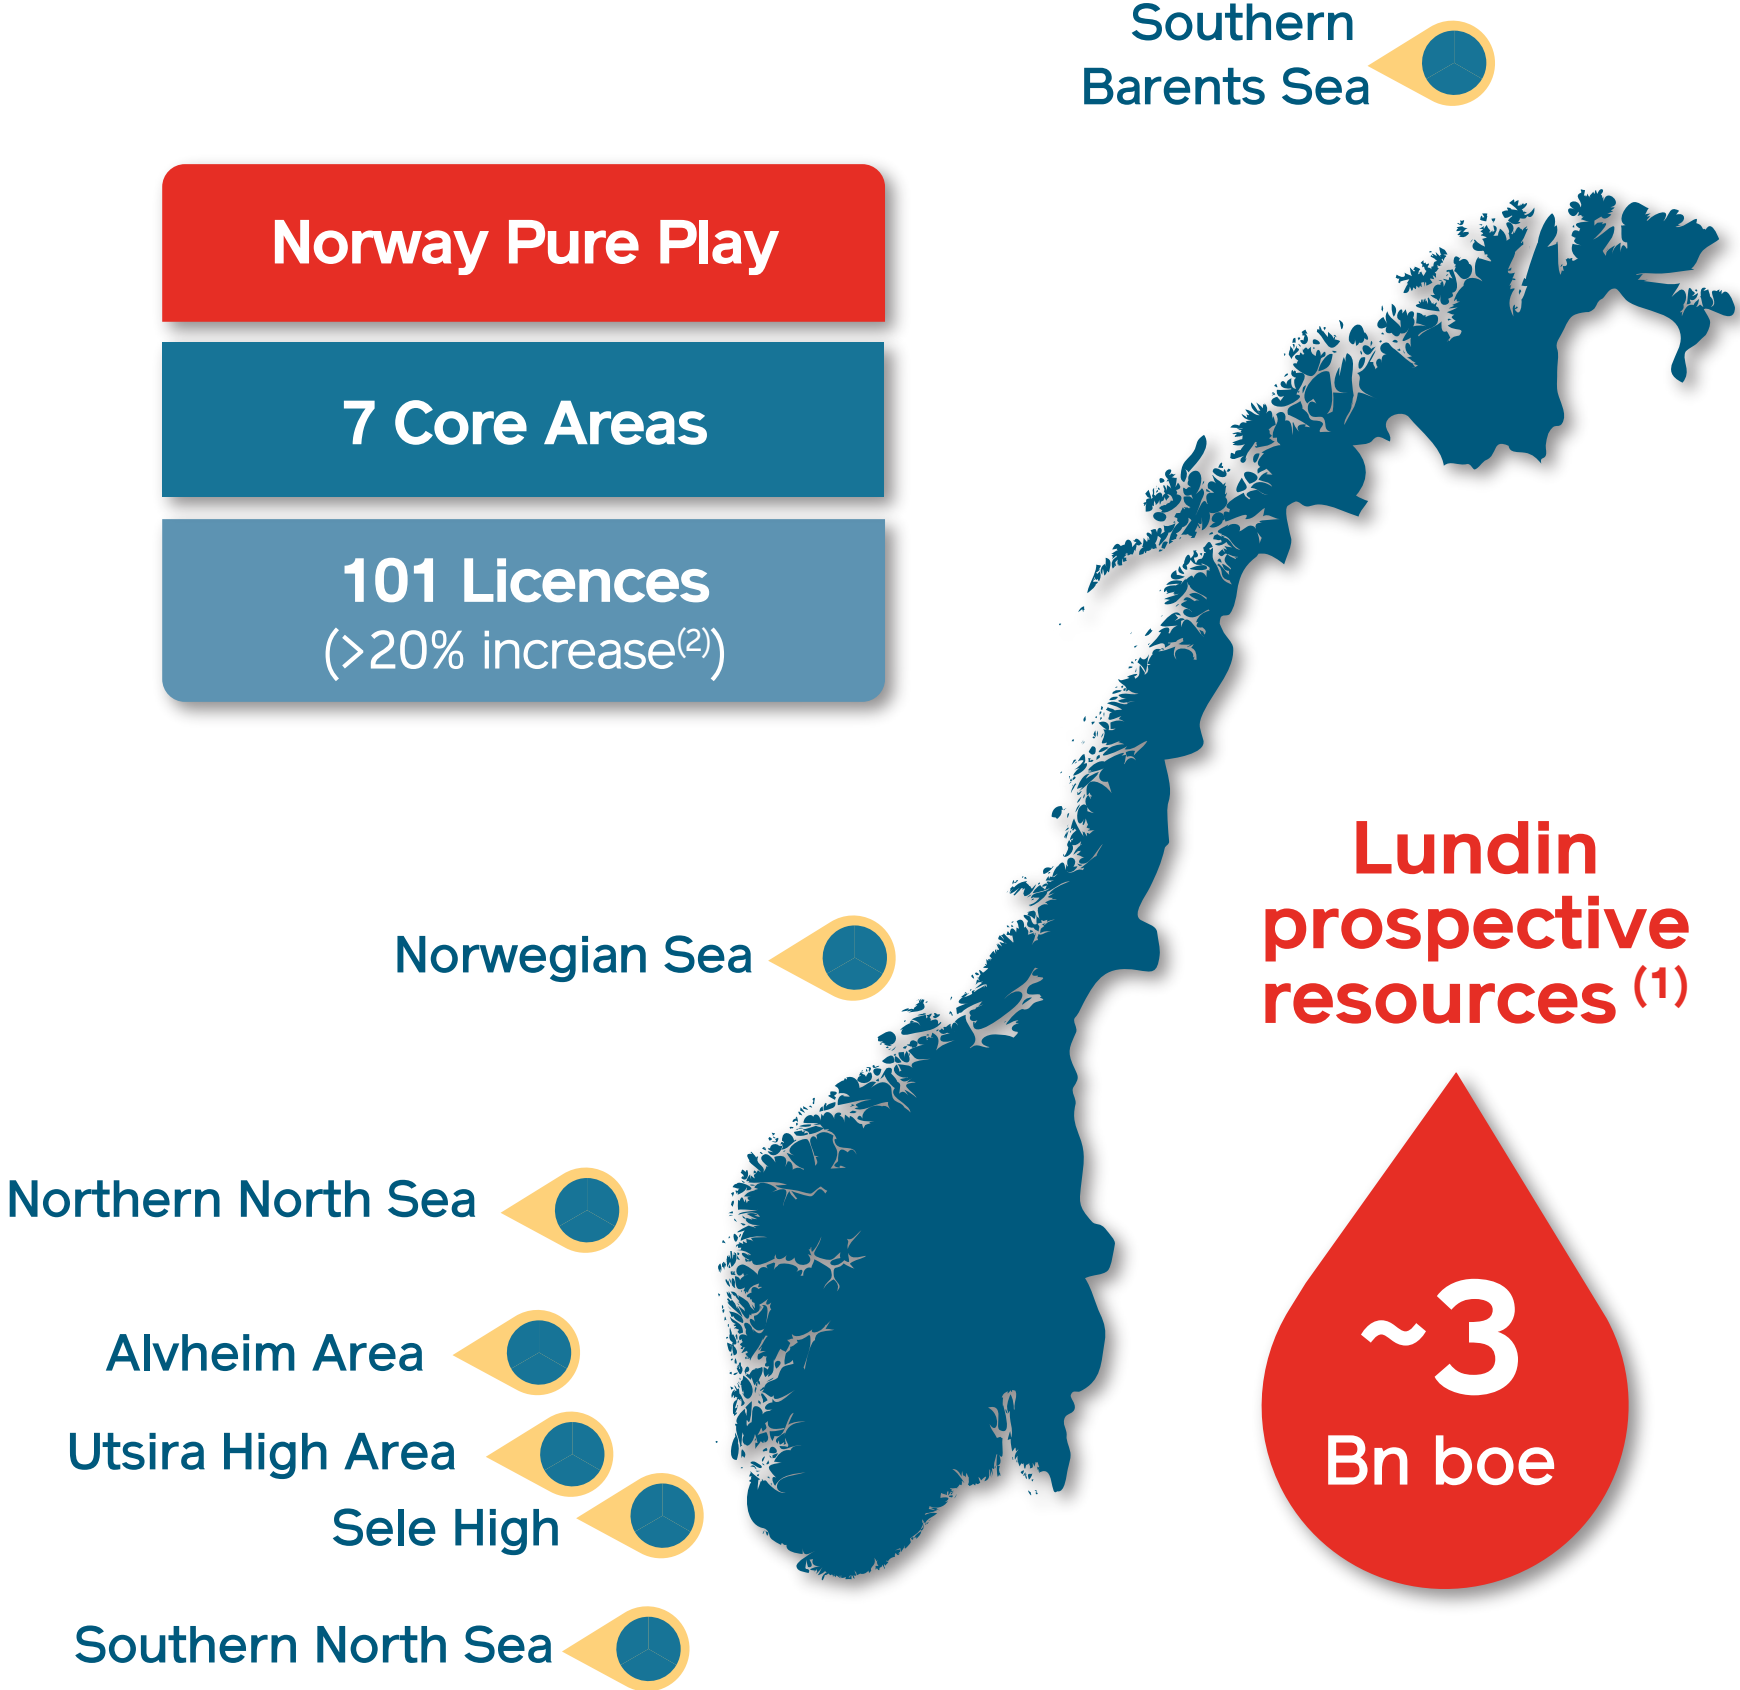 Southern
Barents Sea
Norway Pure Play
7 Core Areas
101 Licences
(>20% increase(2))
Lundin
prospective
resources (1)
~3
Bn boe
Norwegian Sea
Northern North Sea
Alvheim Area
Utsira High Area
Sele High
Southern North Sea